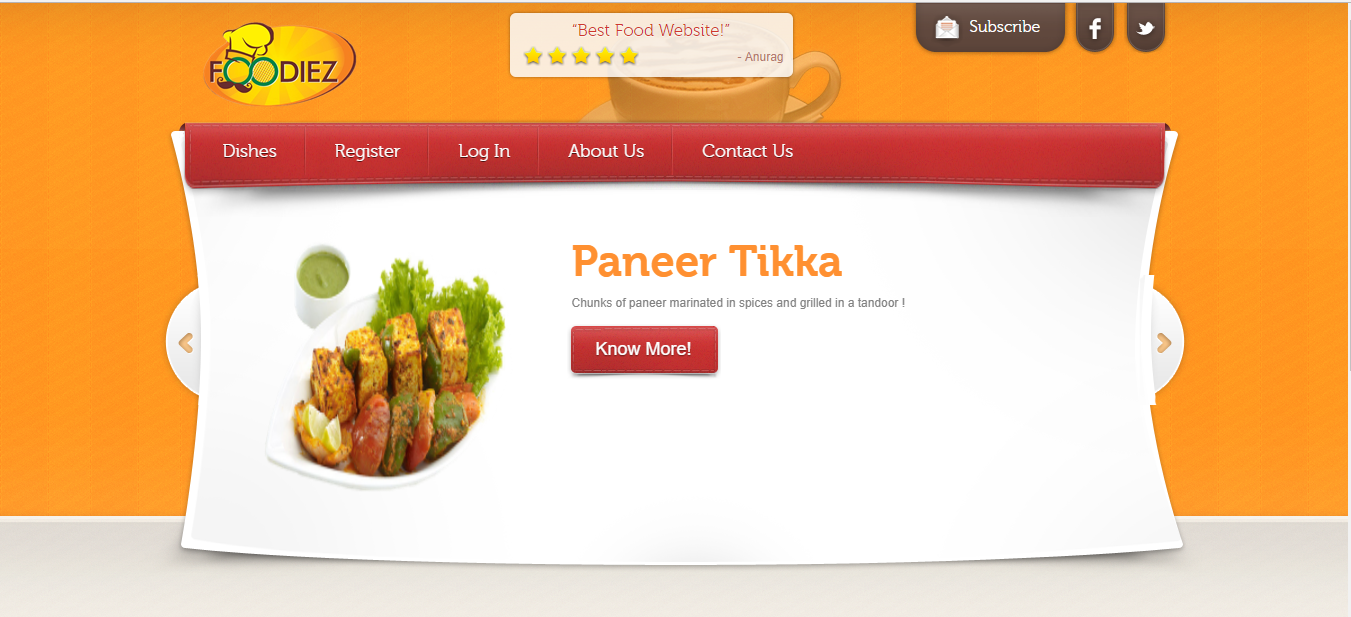 FOODIEZ
“Best Food Website!”
- Anurag
Subscribe
f
Dishes Register Log In About Us Contact Us
Paneer Tikka
Chunks of paneer marinated in spices and grilled in a tandoor !
Know More!